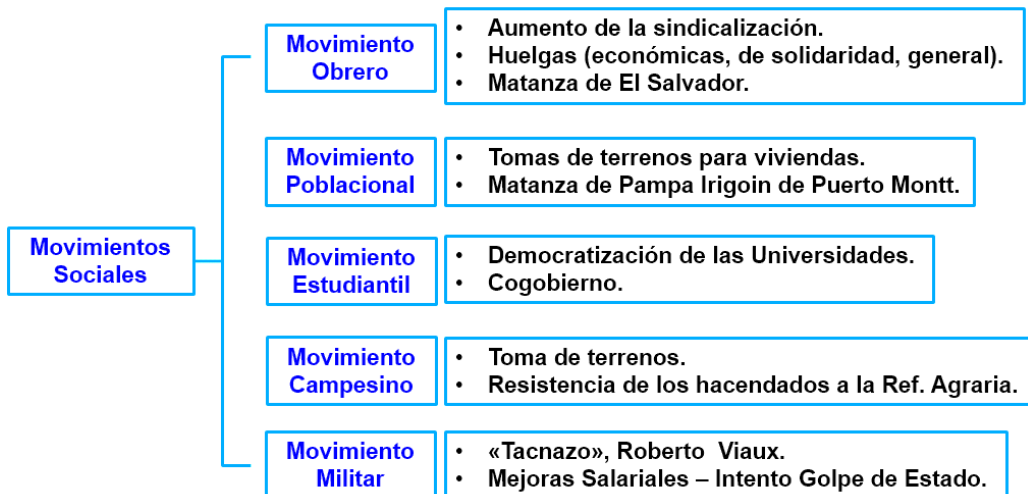 Movimientos
Sociales
Movimiento
Obrero
• Aumento de la sindicalización.
• Huelgas (económicas, de solidaridad, general).
• Matanza de El Salvador.
Movimiento
Poblacional
• Tomas de terrenos para viviendas.
• Matanza de Pampa Irigoin de Puerto Montt.
Movimiento
Estudiantil
• Democratización de las Universidades.
• Cogobierno.
Movimiento
Campesino
• Toma de terrenos.
• Resistencia de los hacendados a la Ref. Agraria.
Movimiento
Militar
• «Tacnazo», Roberto Viaux.
• Mejoras Salariales – Intento Golpe de Estado.